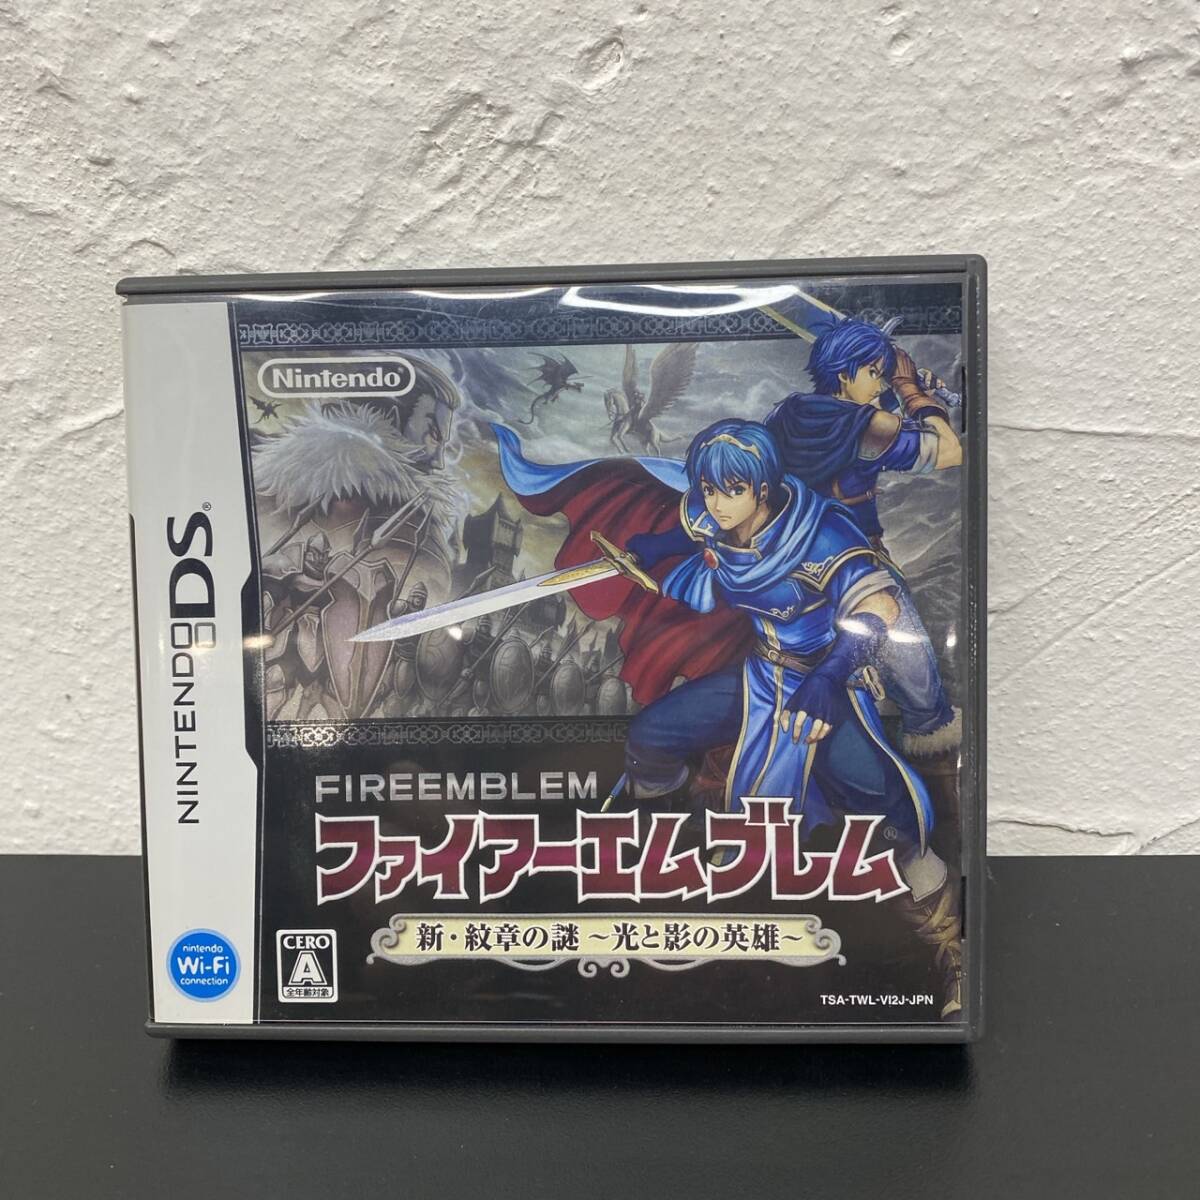 Nintendo
NINTENDO DS®
FIREEMBLEM
ファイアーエムブレム®
新・紋章の謎 ～光と影の英雄～
nintendo
Wi-Fi
connection
CERO
A
全年齢対象
TSA-TWL-VI2J-JPN